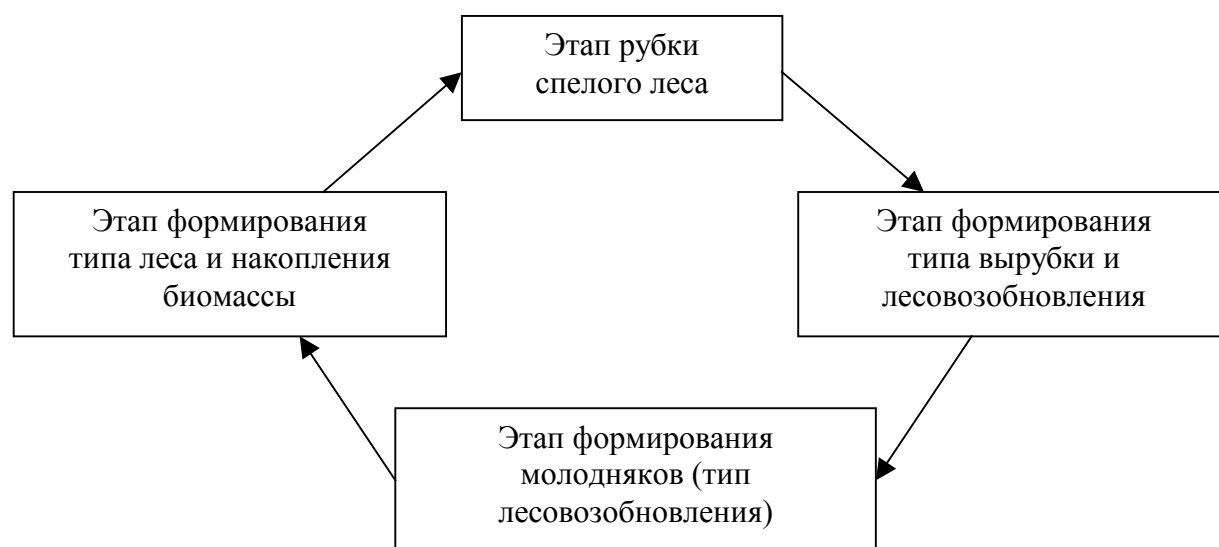 Этап рубки
спелого леса
Этап формирования
типа леса и накопления
биомассы
Этап формирования
типа вырубки и
лесовозобновления
Этап формирования
молодняков (тип
лесовозобновления)